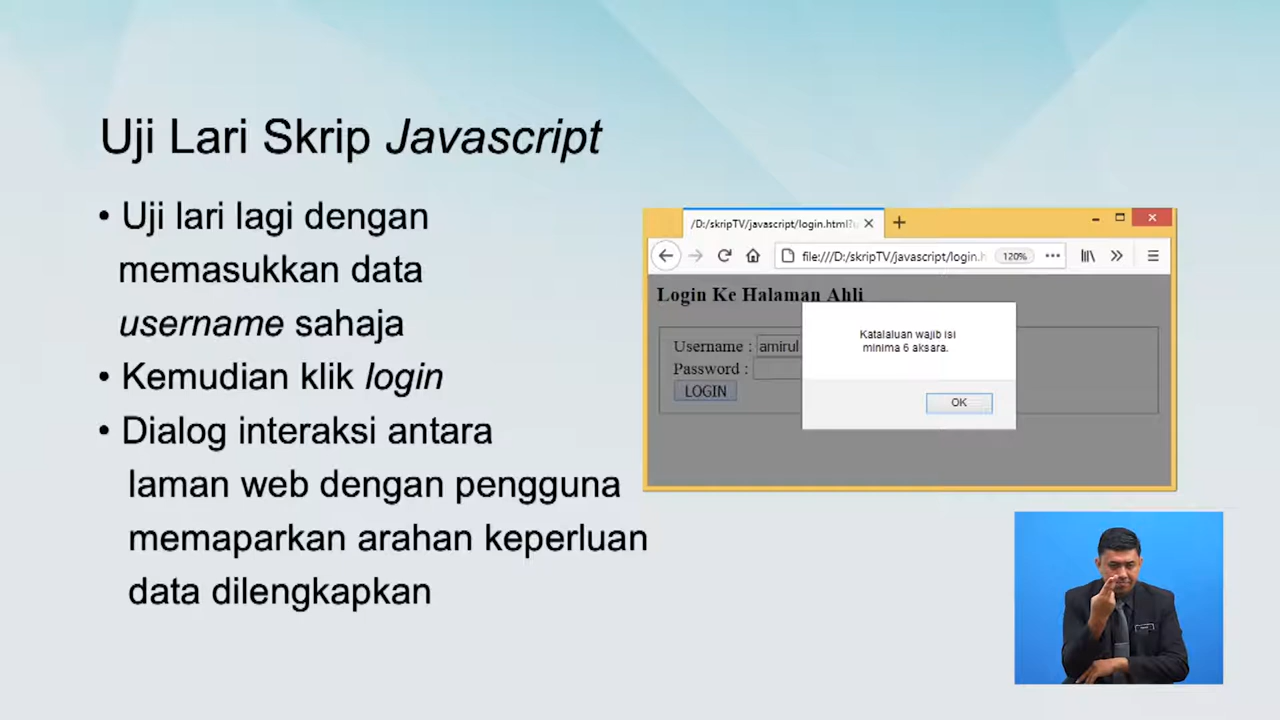 Uji Lari Skrip Javascript
• Uji lari lagi dengan
memasukkan data
username sahaja
• Kemudian klik login
• Dialog interaksi antara
laman web dengan pengguna
memaparkan arahan keperluan
data dilengkapkan
/D:/skripTV/javascript/login.html?u
file:///D:/skripTV/javascript/login.h
120%
Login Ke Halaman Ahli
Username : amirul
Password :
LOGIN
Katalaluan wajib isi
minima 6 aksara.
OK